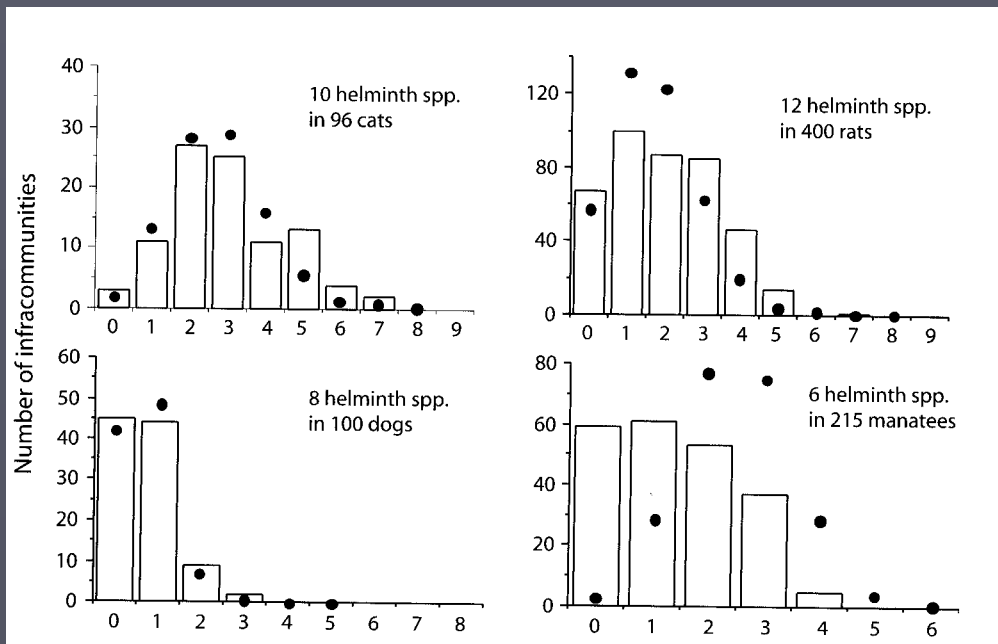 Number of infracommunities
40
30
20
10
0
10 helminth spp.
in 96 cats
0 1 2 3 4 5 6 7 8 9
120
80
40
0
12 helminth spp.
in 400 rats
0 1 2 3 4 5 6 7 8 9
60
50
40
30
20
10
0
8 helminth spp.
in 100 dogs
0 1 2 3 4 5 6 7 8
80
60
40
20
0
6 helminth spp.
in 215 manatees
0 1 2 3 4 5 6